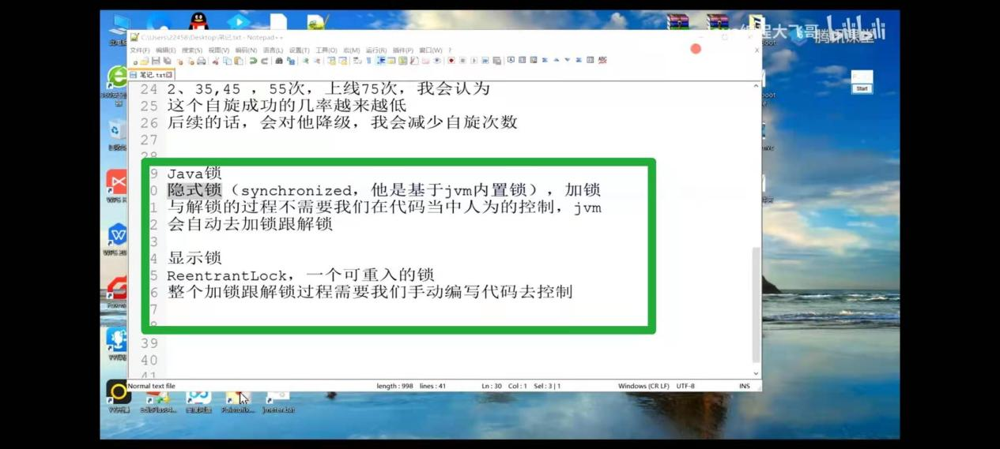 C:\Users\22458\Desktop\笔记.txt - Notepad++
文件(F) 编辑(E) 搜索(S) 视图(V) 编码(N) 语言(L) 设置(T) 工具(O) 宏(M) 运行(R) 插件(P) 窗口(W) ?
X
笔记.txt
24 2、35,45 , 55次，上线75次，我会认为
25 这个自旋成功的几率越来越低
26 后续的话，会对他降级，我会减少自旋次数
27
28
9 Java锁
0 隐式锁（synchronized，他是基于jvm内置锁），加锁
1 与解锁的过程不需要我们在代码当中人为的控制，jvm
2 会自动去加锁跟解锁
3
4 显示锁
5 ReentrantLock，一个可重入的锁
6 整个加锁跟解锁过程需要我们手动编写代码去控制
7
8
39
40
41
Normal text file length : 998 lines : 41 Ln : 30 Col : 1 Sel : 3 | 1 Windows (CR LF) UTF-8 INS
程大飞哥
bilibili
腾讯课堂
Start
jmeter.bat